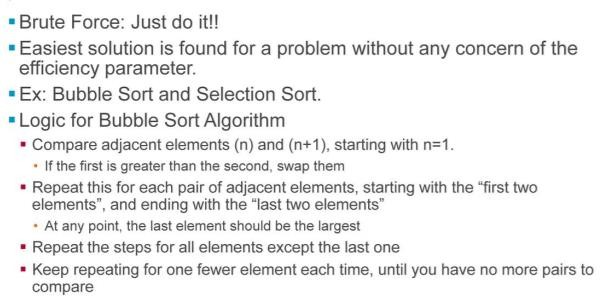 Brute Force: Just do it!!
Easiest solution is found for a problem without any concern of the
efficiency parameter.
Ex: Bubble Sort and Selection Sort.
Logic for Bubble Sort Algorithm
Compare adjacent elements (n) and (n+1), starting with n=1.
If the first is greater than the second, swap them
Repeat this for each pair of adjacent elements, starting with the “first two
elements”, and ending with the “last two elements”
At any point, the last element should be the largest
Repeat the steps for all elements except the last one
Keep repeating for one fewer element each time, until you have no more pairs to
compare